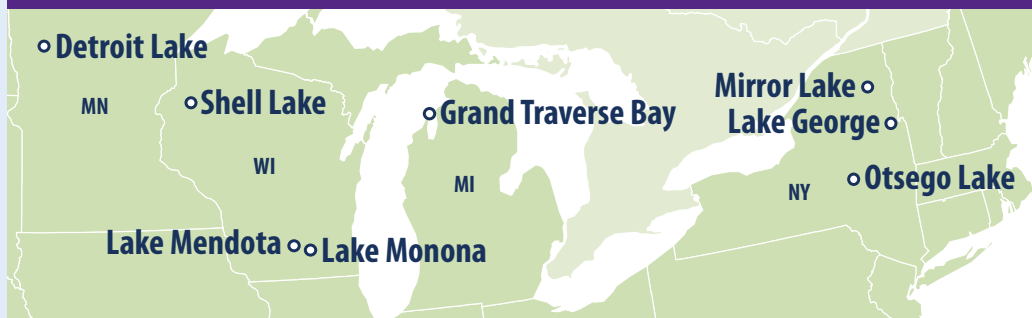 Detroit Lake
MN
Shell Lake
WI
Grand Traverse Bay
MI
Lake Mendota
Lake Monona
Mirror Lake
Lake George
Otsego Lake
NY